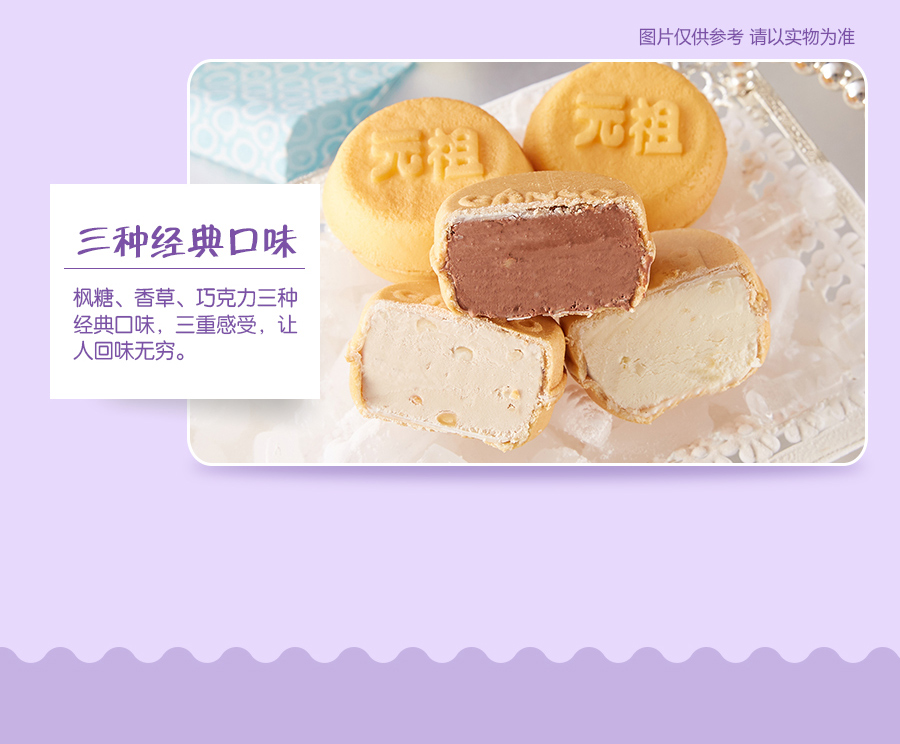 图片仅供参考 请以实物为准
元祖
元祖
三种经典口味
枫糖、香草、巧克力三种
经典口味，三重感受，让
人回味无穷。